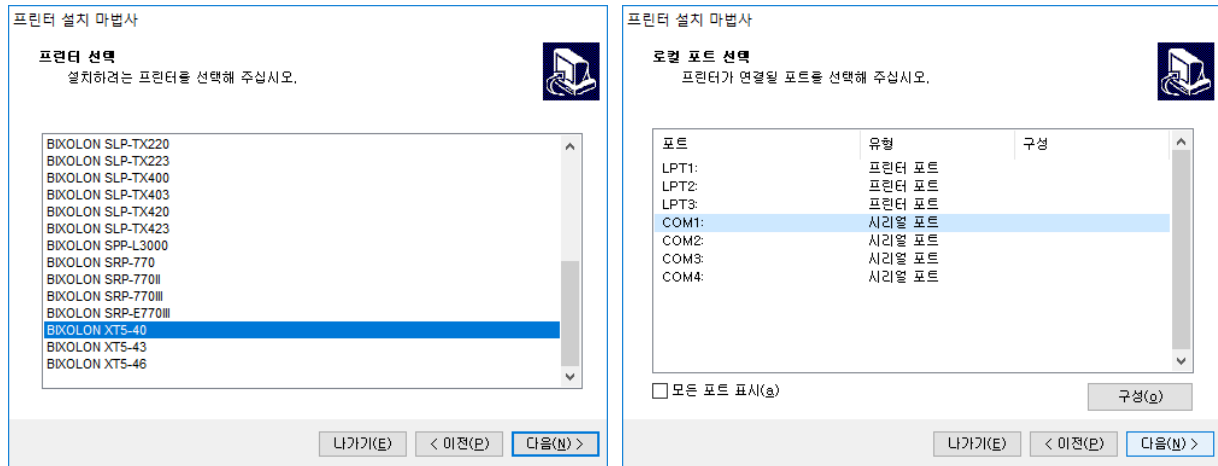 프린터 설치 마법사
프린터 선택
설치하려는 프린터를 선택해 주십시오.
BIXOLON SLP-TX220
BIXOLON SLP-TX223
BIXOLON SLP-TX400
BIXOLON SLP-TX403
BIXOLON SLP-TX420
BIXOLON SLP-TX423
BIXOLON SPP-L3000
BIXOLON SRP-770
BIXOLON SRP-770II
BIXOLON SRP-770III
BIXOLON SRP-E770III
BIXOLON XT5-40
BIXOLON XT5-43
BIXOLON XT5-46
나가기(E) < 이전(P) 다음(N) >
프린터 설치 마법사
로컬 포트 선택
프린터가 연결될 포트를 선택해 주십시오.
포트 유형 구성
LPT1: 프린터 포트
LPT2: 프린터 포트
LPT3: 프린터 포트
COM1: 시리얼 포트
COM2: 시리얼 포트
COM3: 시리얼 포트
COM4: 시리얼 포트
모든 포트 표시(a)
구성(o)
나가기(E) < 이전(P) 다음(N) >